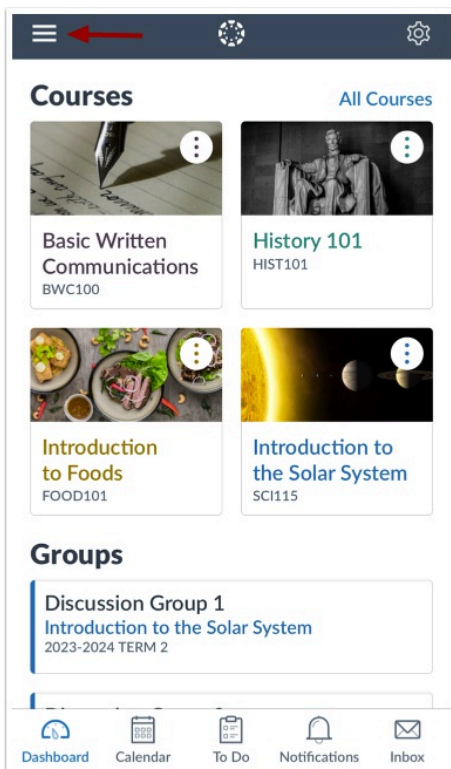 Courses
All Courses
Basic Written
Communications
BWC100
History 101
HIST101
Introduction
to Foods
FOOD101
Introduction to
the Solar System
SCI115
Groups
Discussion Group 1
Introduction to the Solar System
2023-2024 TERM 2
Dashboard
Calendar
To Do
Notifications
Inbox